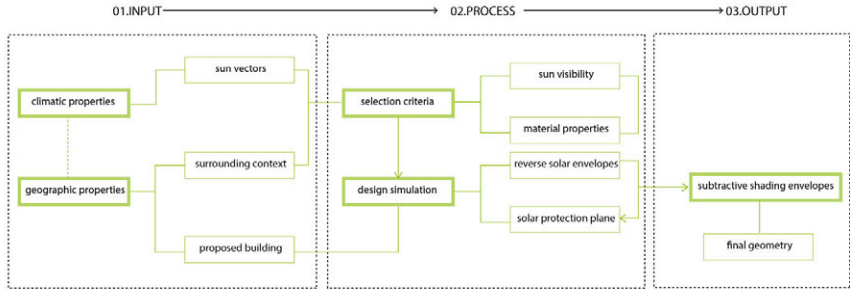 01.INPUT
02.PROCESS
03.OUTPUT
climatic properties
geographic properties
sun vectors
surrounding context
proposed building
selection criteria
design simulation
sun visibility
material properties
reverse solar envelopes
solar protection plane
subtractive shading envelopes
final geometry